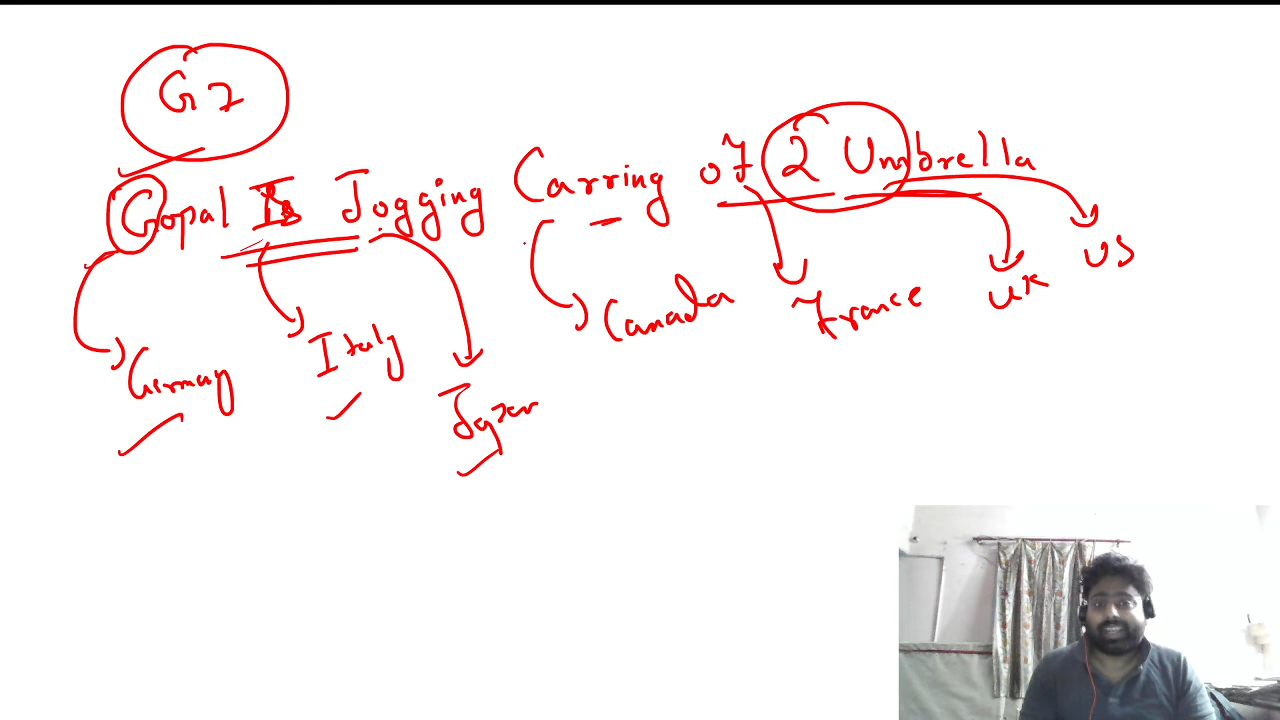 G7
Gopal Is Jogging Carring oF 2 Umbrella
Germany Italy Japan Canada France UK US